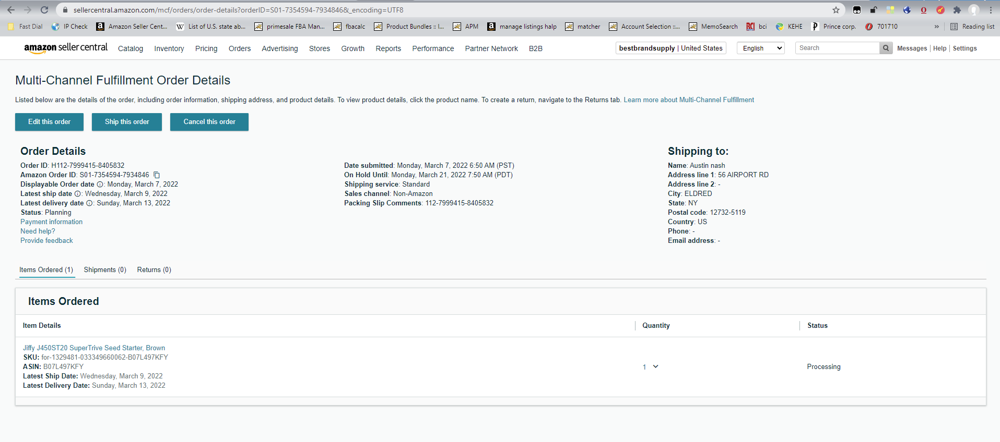 sellercentral.amazon.com/mcf/orders/order-details?orderID=S01-7354594-7934846&_encoding=UTF8
Fast Dial IP Check Amazon Seller Cent... List of U.S. state ab... primesale FBA Man... fbacalc Product Bundles :: I... APM manage listings halp matcher Account Selection ::... MemoSearch RCI bci KEHE Prince corp. 701710 » Reading list
amazon seller central Catalog Inventory Pricing Orders Advertising Stores Growth Reports Performance Partner Network B2B bestbrandsupply | United States English Search Messages | Help | Settings
Multi-Channel Fulfillment Order Details
Listed below are the details of the order, including order information, shipping address, and product details. To view product details, click the product name. To create a return, navigate to the Returns tab. Learn more about Multi-Channel Fulfillment
Edit this order Ship this order Cancel this order
Order Details
Order ID: H112-7999415-8405832
Amazon Order ID: S01-7354594-7934846
Displayable Order date : Monday, March 7, 2022
Latest ship date : Wednesday, March 9, 2022
Latest delivery date : Sunday, March 13, 2022
Status: Planning
Payment information
Need help?
Provide feedback
Date submitted: Monday, March 7, 2022 6:50 AM (PST)
On Hold Until: Monday, March 21, 2022 7:50 AM (PDT)
Shipping service: Standard
Sales channel: Non-Amazon
Packing Slip Comments: 112-7999415-8405832
Shipping to:
Name: Austin nash
Address line 1: 56 AIRPORT RD
Address line 2: -
City: ELDRED
State: NY
Postal code: 12732-5119
Country: US
Phone: -
Email address: -
Items Ordered (1) Shipments (0) Returns (0)
Items Ordered
Item Details Quantity Status
Jiffy J450ST20 SuperTrive Seed Starter, Brown
SKU: for-1329481-033349660062-B07L497KFY
ASIN: B07L497KFY
Latest Ship Date: Wednesday, March 9, 2022
Latest Delivery Date: Sunday, March 13, 2022
1
Processing